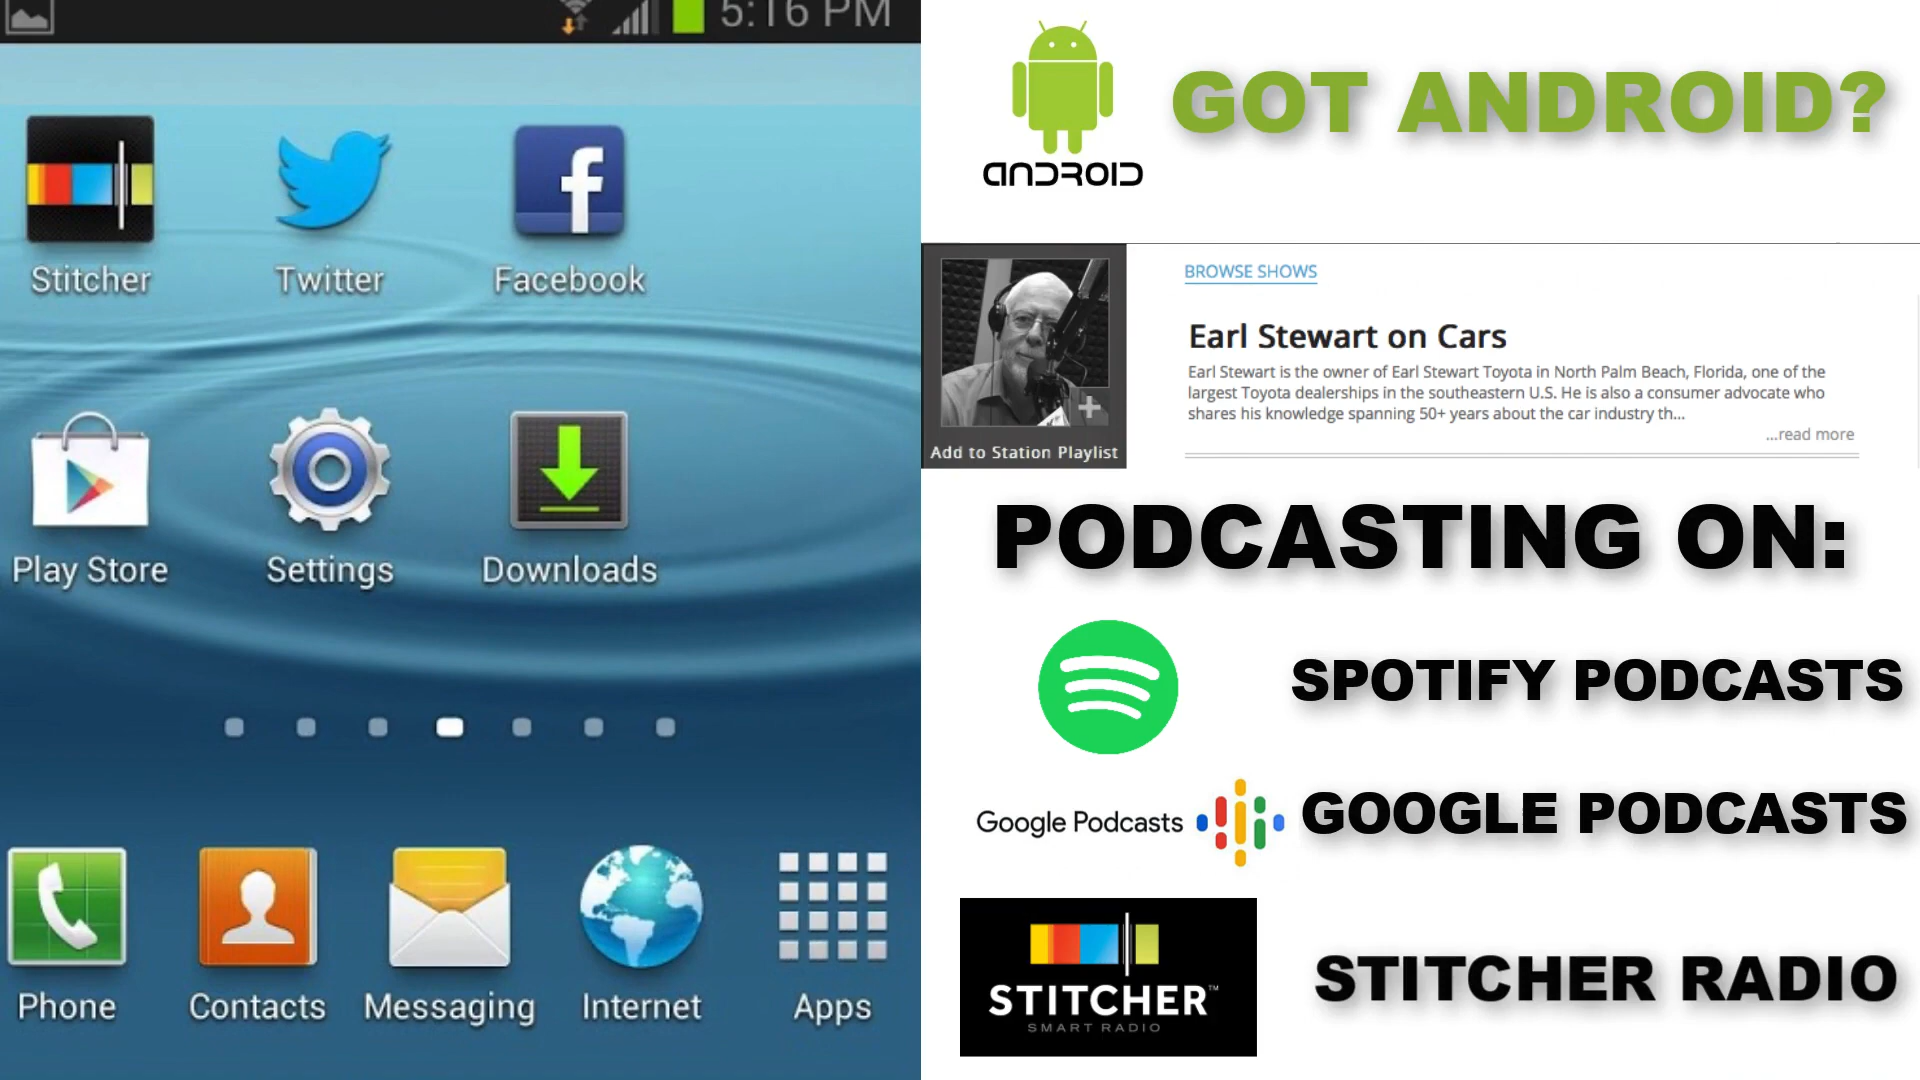 5:16 PM
Stitcher
Twitter
Facebook
Play Store
Settings
Downloads
Phone
Contacts
Messaging
Internet
Apps
ANDROID
GOT ANDROID?
BROWSE SHOWS
Earl Stewart on Cars
Earl Stewart is the owner of Earl Stewart Toyota in North Palm Beach, Florida, one of the
largest Toyota dealerships in the southeastern U.S. He is also a consumer advocate who
shares his knowledge spanning 50+ years about the car industry th...
...read more
Add to Station Playlist
PODCASTING ON:
SPOTIFY PODCASTS
Google Podcasts
GOOGLE PODCASTS
STITCHER™
SMART RADIO
STITCHER RADIO